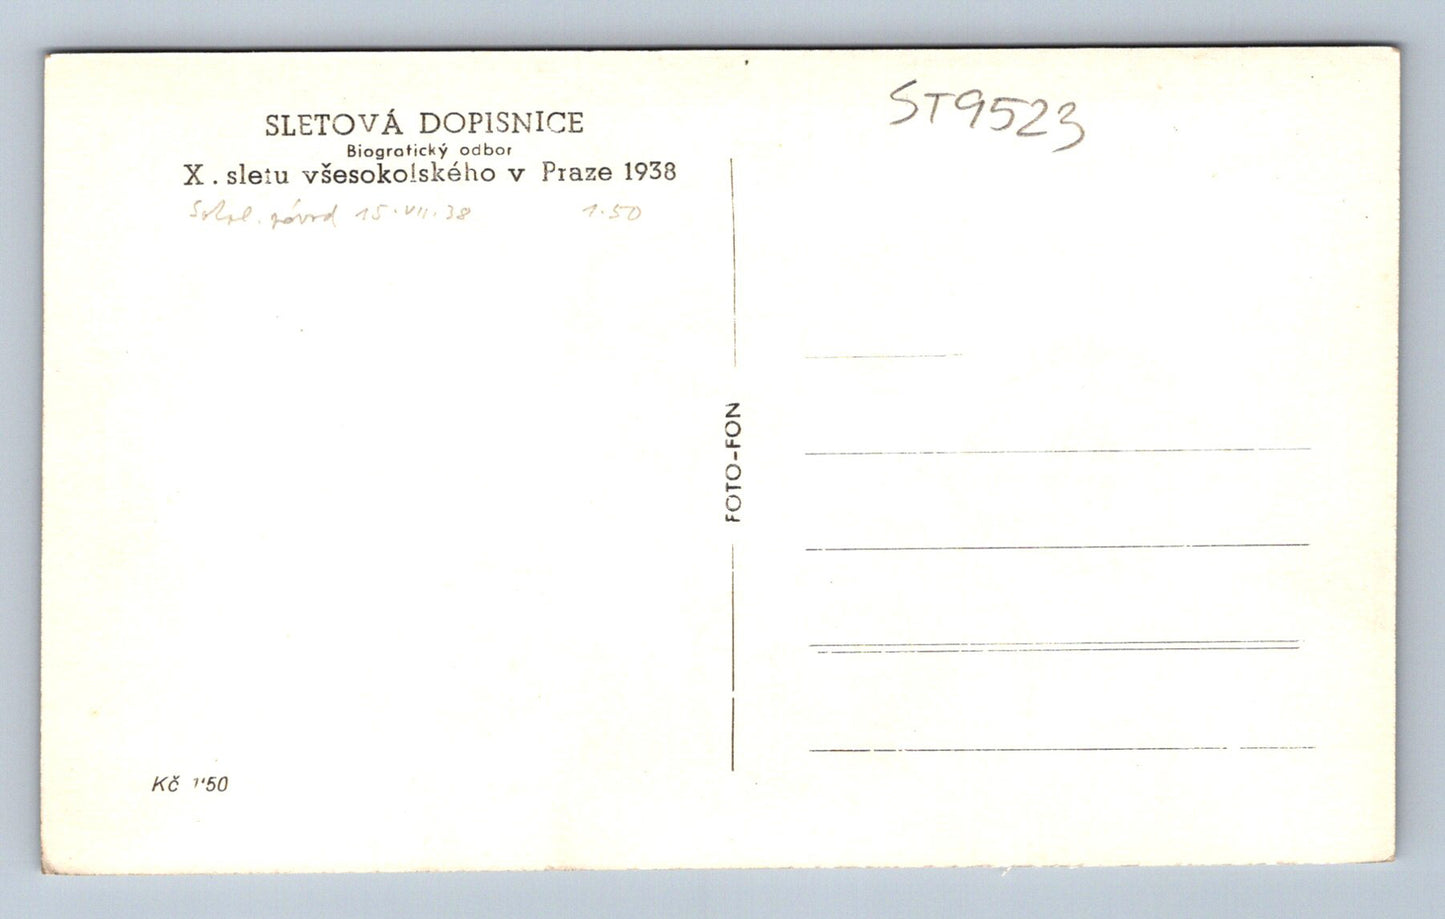 SLETOVÁ DOPISNICE
Biografický odbor
X. sletu všesokolského v Praze 1938
15.VII.38 1.50
ST9523
FOTO-FON
Kč 1'50